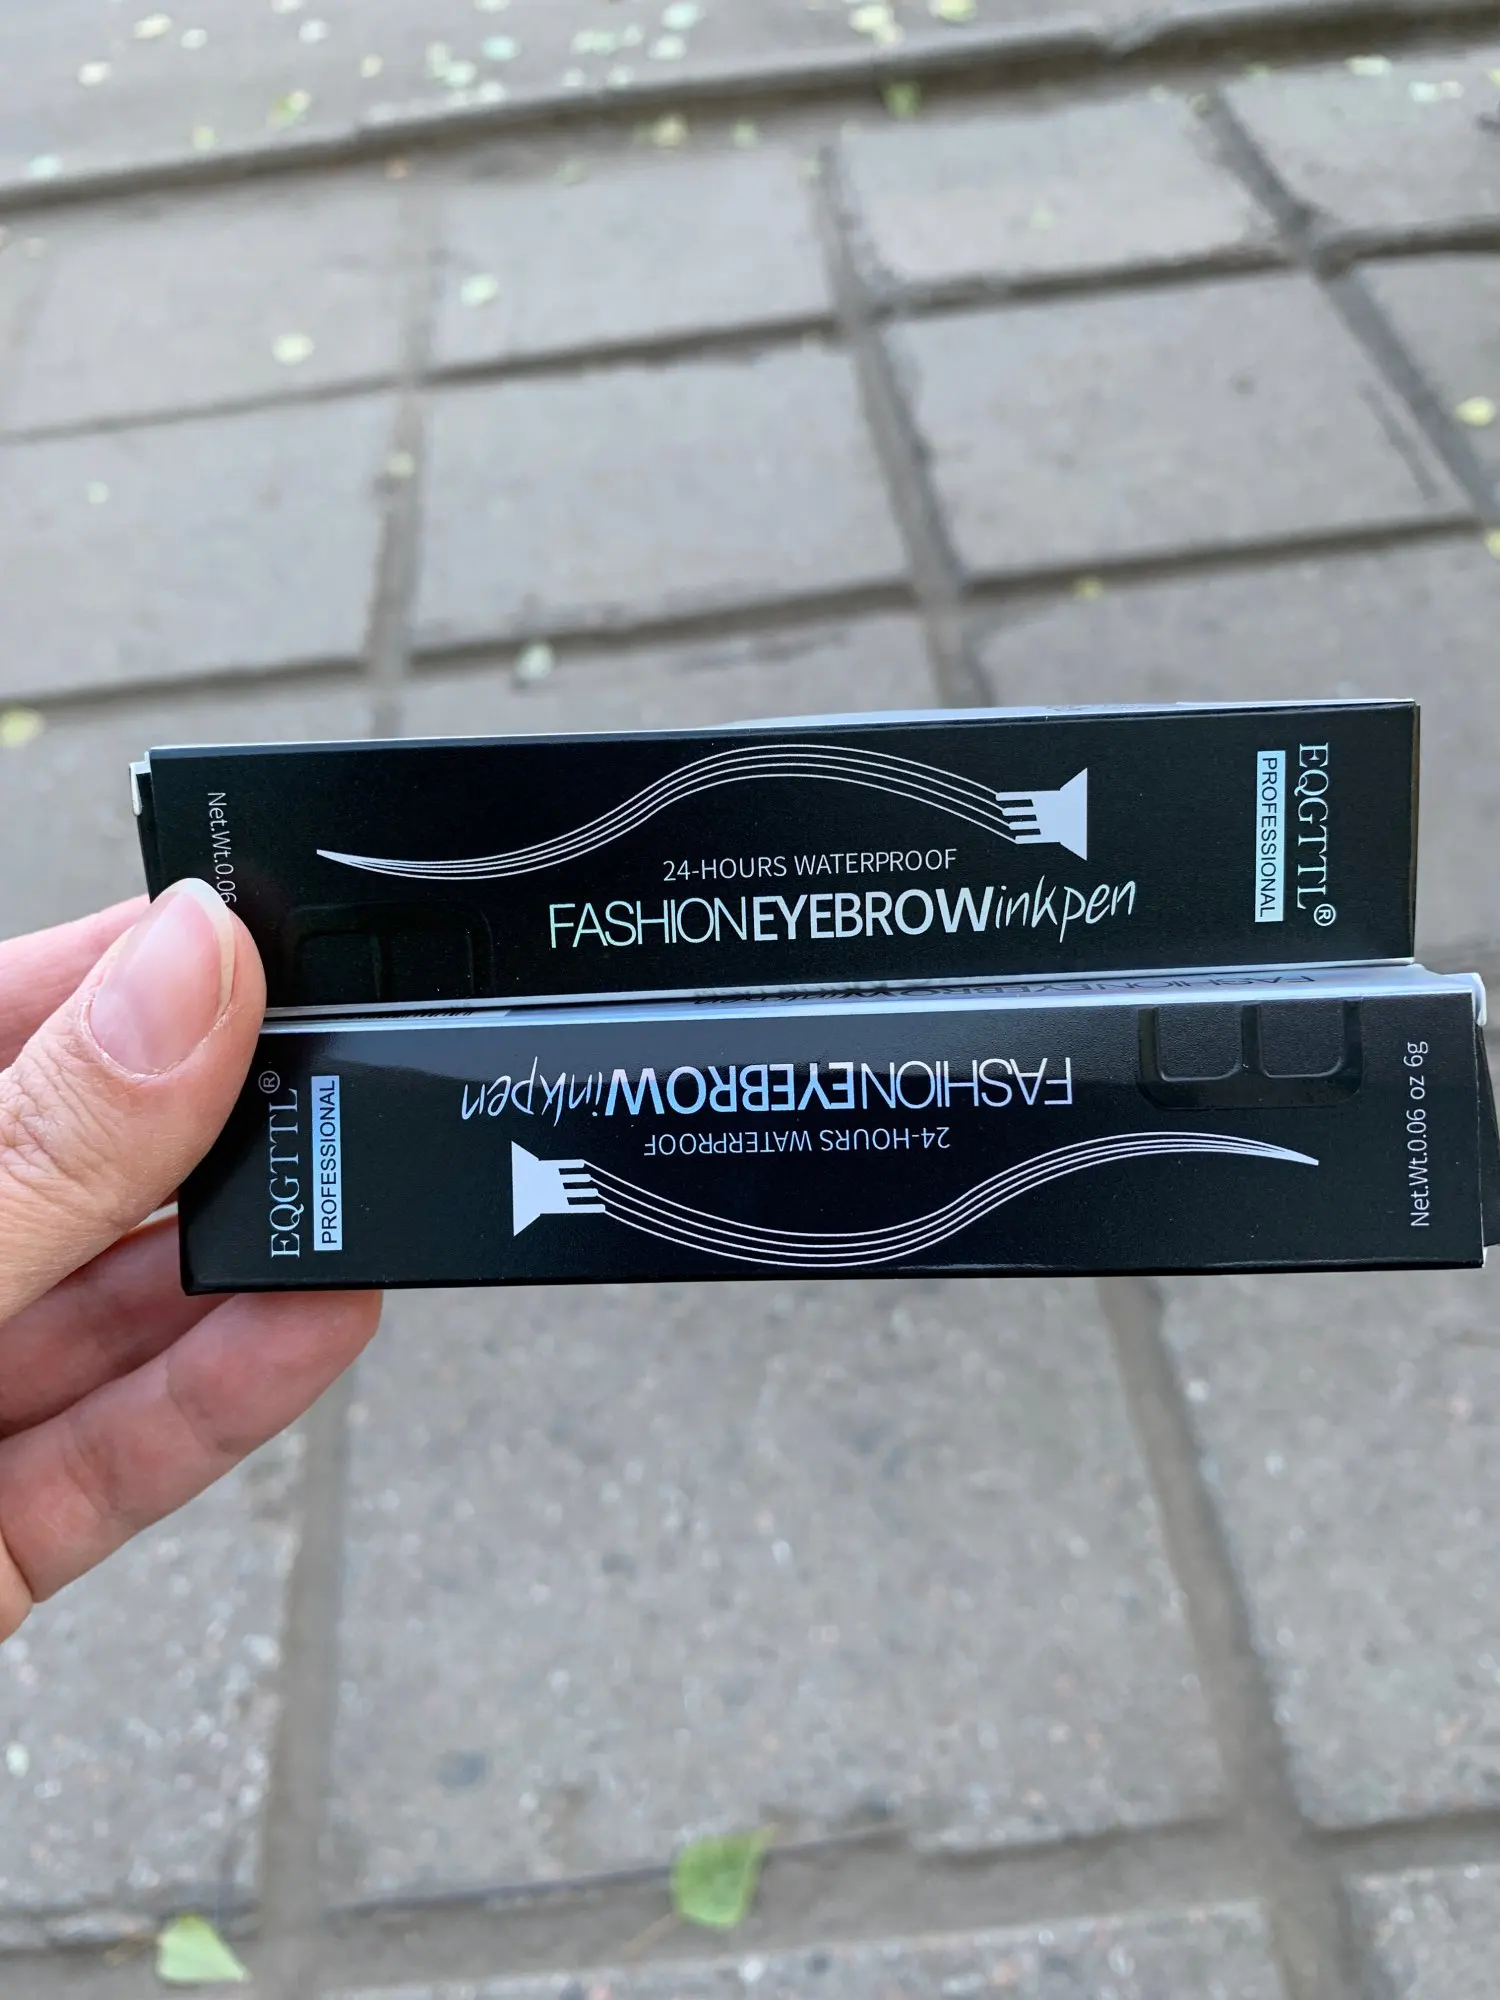 Net.Wt.0.06
24-HOURS WATERPROOF
FASHIONEYEBROWinkpen
PROFESSIONAL
EQGTTL®
FASHIONEYEBROWinkpen
EQGTTL®
PROFESSIONAL
FASHIONEYEBROWinkpen
24-HOURS WATERPROOF
Net.Wt.0.06 oz 6g